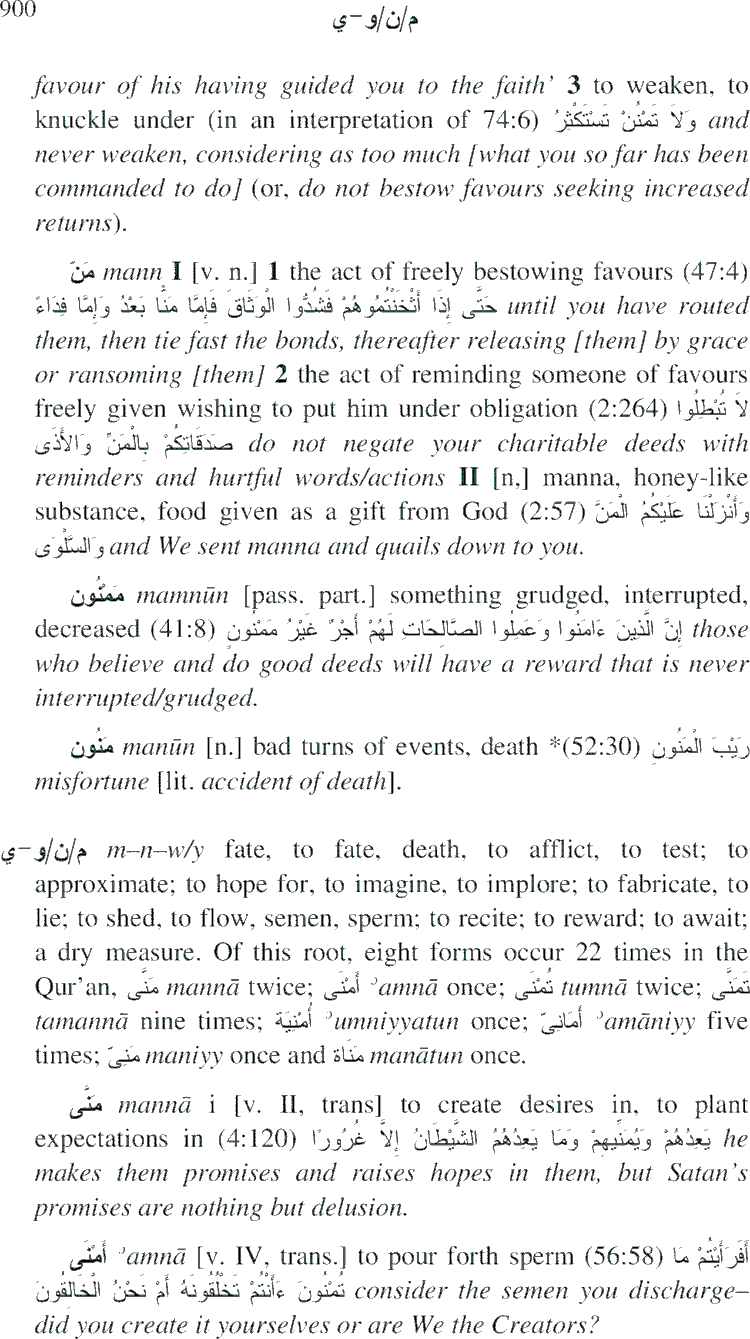 900
م/ن/و-ي
favour of his having guided you to the faith’ 3 to weaken, to
knuckle under (in an interpretation of 74:6) وَلاَ تَمْنُنْ تَسْتَكْثِرُ and
never weaken, considering as too much [what you so far has been
commanded to do] (or, do not bestow favours seeking increased
returns).
مَنّ mann I [v. n.] 1 the act of freely bestowing favours (47:4)
حَتَّى إِذَا أَثْخَنْتُمُوهُمْ فَشُدُّوا الْوَثَاقَ فَإِمَّا مَنًّا بَعْدُ وَإِمَّا فِدَاءً until you have routed
them, then tie fast the bonds, thereafter releasing [them] by grace
or ransoming [them] 2 the act of reminding someone of favours
freely given wishing to put him under obligation (2:264) لاَ تُبْطِلُوا
صَدَقَاتِكُمْ بِالْمَنِّ وَالأَذَى do not negate your charitable deeds with
reminders and hurtful words/actions II [n,] manna, honey-like
substance, food given as a gift from God (2:57) وَأَنْزَلْنَا عَلَيْكُمُ الْمَنَّ
وَالسَّلْوَى and We sent manna and quails down to you.
مَمْنُون mamnūn [pass. part.] something grudged, interrupted,
decreased (41:8) إِنَّ الَّذِينَ ءَامَنُوا وَعَمِلُوا الصَّالِحَاتِ لَهُمْ أَجْرٌ غَيْرُ مَمْنُونٍ those
who believe and do good deeds will have a reward that is never
interrupted/grudged.
مَنُون manūn [n.] bad turns of events, death *(52:30) رَيْبَ الْمَنُونِ
misfortune [lit. accident of death].
م/ن/و-ي m–n–w/y fate, to fate, death, to afflict, to test; to
approximate; to hope for, to imagine, to implore; to fabricate, to
lie; to shed, to flow, semen, sperm; to recite; to reward; to await;
a dry measure. Of this root, eight forms occur 22 times in the
Qur’an, مَنَّى mannā twice; أَمْنَى ʾamnā once; تُمْنَى tumnā twice; تَمَنَّى
tamannā nine times; أُمْنِيَة ʾumniyyatun once; أَمَانِيّ ʾamāniyy five
times; مَنِيّ maniyy once and مَنَاة manātun once.
مَنَّى mannā i [v. II, trans] to create desires in, to plant
expectations in (4:120) يَعِدُهُمْ وَيُمَنِّيهِمْ وَمَا يَعِدُهُمُ الشَّيْطَانُ إِلاَّ غُرُورًا he
makes them promises and raises hopes in them, but Satan’s
promises are nothing but delusion.
أَمْنَى ʾamnā [v. IV, trans.] to pour forth sperm (56:58) أَفَرَأَيْتُمْ مَا
تُمْنُونَ ءَأَنْتُمْ تَخْلُقُونَهُ أَمْ نَحْنُ الْخَالِقُونَ consider the semen you discharge–
did you create it yourselves or are We the Creators?